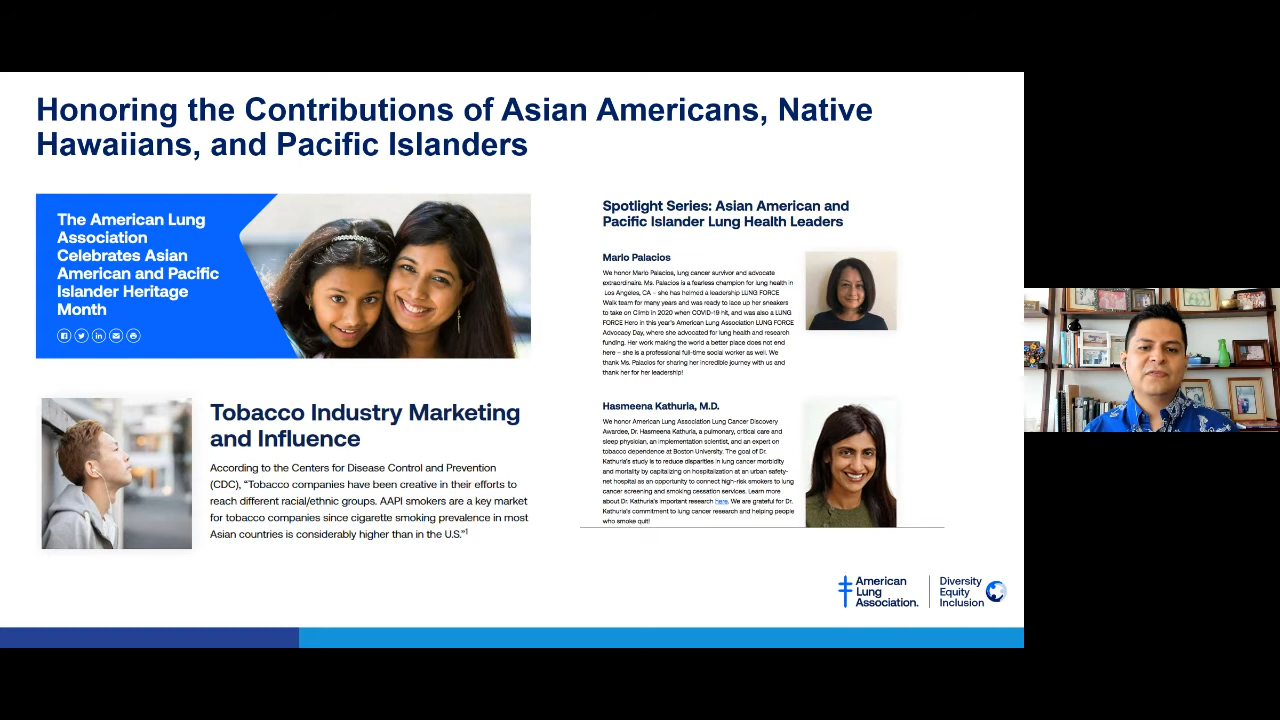 Honoring the Contributions of Asian Americans, Native
Hawaiians, and Pacific Islanders
The American Lung
Association
Celebrates Asian
American and Pacific
Islander Heritage
Month
Tobacco Industry Marketing
and Influence
According to the Centers for Disease Control and Prevention
(CDC), “Tobacco companies have been creative in their efforts to
reach different racial/ethnic groups. AAPI smokers are a key market
for tobacco companies since cigarette smoking prevalence in most
Asian countries is considerably higher than in the U.S.”1
Spotlight Series: Asian American and
Pacific Islander Lung Health Leaders
Marlo Palacios
We honor Marlo Palacios, lung cancer survivor and advocate
extraordinaire. Ms. Palacios is a fearless champion for lung health in
Los Angeles, CA – she has helmed a leadership LUNG FORCE
Walk team for many years and was ready to lace up her sneakers
to take on Climb in 2020 when COVID-19 hit, and was also a LUNG
FORCE Hero in this year's American Lung Association LUNG FORCE
Advocacy Day, where she advocated for lung health and research
funding. Her work making the world a better place does not end
here – she is a professional full-time social worker as well. We
thank Ms. Palacios for sharing her incredible journey with us and
thank her for her leadership!
Hasmeena Kathuria, M.D.
We honor American Lung Association Lung Cancer Discovery
Awardee, Dr. Hasmeena Kathuria, a pulmonary, critical care and
sleep physician, an implementation scientist, and an expert on
tobacco dependence at Boston University. The goal of Dr.
Kathuria's study is to reduce disparities in lung cancer morbidity
and mortality by capitalizing on hospitalization at an urban safety-
net hospital as an opportunity to connect high-risk smokers to lung
cancer screening and smoking cessation services. Learn more
about Dr. Kathuria's important research here. We are grateful for Dr.
Kathuria's commitment to lung cancer research and helping people
who smoke quit!
American
Lung
Association.
Diversity
Equity
Inclusion